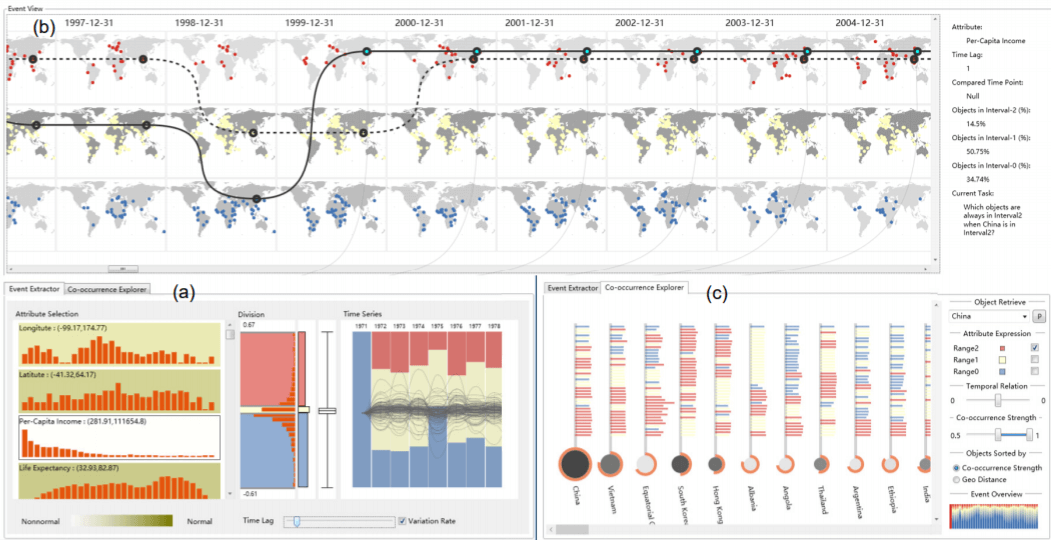 Event View
(b)
1997-12-31 1998-12-31 1999-12-31 2000-12-31 2001-12-31 2002-12-31 2003-12-31 2004-12-31
Attribute:
Per-Capita Income
Time Lag:
1
Compared Time Point:
Null
Objects in Interval-2 (%):
14.5%
Objects in Interval-1 (%):
50.75%
Objects in Interval-0 (%):
34.74%
Current Task:
Which objects are
always in Interval2
when China is in
Interval2?
Event Extractor Co-occurrence Explorer
(a)
Attribute Selection
Longitute : (-99.17,174.77)
Latitute : (-41.32,64.17)
Per-Capita Income : (281.91,111654.8)
Life Expectancy : (32.93,82.87)
Nonnormal Normal
Division
0.67
-0.61
Time Series
1971 1972 1973 1974 1975 1976 1977 1978
Time Lag
Variation Rate
Event Extractor Co-occurrence Explorer
(c)
China
Vietnam
Equatorial G
South Korea
Hong Kong
Albania
Angola
Thailand
Argentina
Ethiopia
India
Object Retrieve
China P
Attribute Expression
Range2
Range1
Range0
Temporal Relation
0 0
Co-occurrence Strength
0.5 1
Objects Sorted by
Co-occurrence Strength
Geo Distance
Event Overview